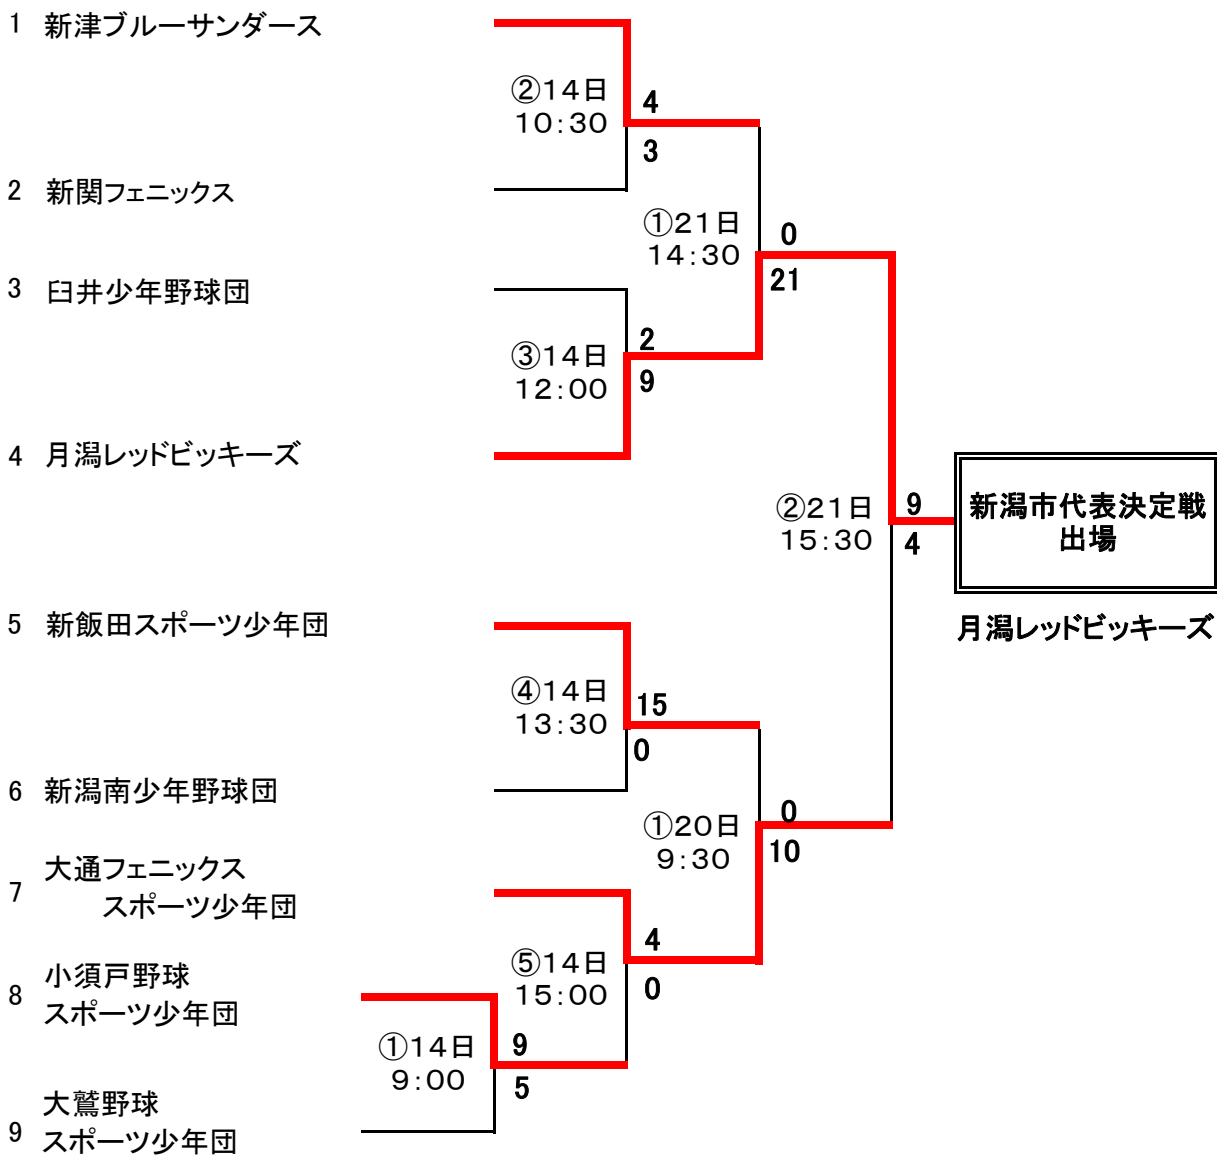 1 新津ブルーサンダース
②14日
10:30
4
3
2 新関フェニックス
①21日
14:30
0
21
3 臼井少年野球団
③14日
12:00
2
9
4 月潟レッドビッキーズ
②21日
15:30
9
4
新潟市代表決定戦
出場
月潟レッドビッキーズ
5 新飯田スポーツ少年団
④14日
13:30
15
0
6 新潟南少年野球団
①20日
9:30
0
10
7 大通フェニックス
スポーツ少年団
⑤14日
15:00
4
0
8 小須戸野球
スポーツ少年団
①14日
9:00
9
5
9 大鷲野球
スポーツ少年団